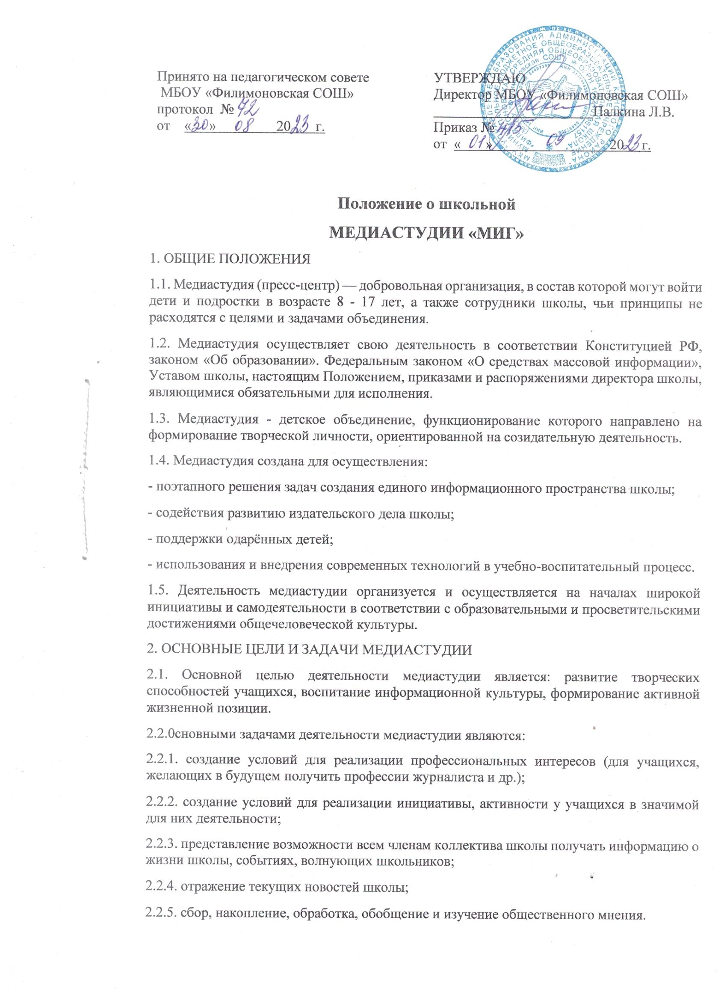 Принято на педагогическом совете
МБОУ «Филимоновская СОШ»
протокол № 72
от «30» 08 2023 г.
УТВЕРЖДАЮ
Директор МБОУ «Филимоновская СОШ»
Палкина Л.В.
Приказ №
от « 01 » 09 2023 г.
Положение о школьной
МЕДИАСТУДИИ «МИГ»
1. ОБЩИЕ ПОЛОЖЕНИЯ
1.1. Медиастудия (пресс-центр) — добровольная организация, в состав которой могут войти
дети и подростки в возрасте 8 - 17 лет, а также сотрудники школы, чьи принципы не
расходятся с целями и задачами объединения.
1.2. Медиастудия осуществляет свою деятельность в соответствии Конституцией РФ,
законом «Об образовании». Федеральным законом «О средствах массовой информации»,
Уставом школы, настоящим Положением, приказами и распоряжениями директора школы,
являющимися обязательными для исполнения.
1.3. Медиастудия - детское объединение, функционирование которого направлено на
формирование творческой личности, ориентированной на созидательную деятельность.
1.4. Медиастудия создана для осуществления:
- поэтапного решения задач создания единого информационного пространства школы;
- содействия развитию издательского дела школы;
- поддержки одарённых детей;
- использования и внедрения современных технологий в учебно-воспитательный процесс.
1.5. Деятельность медиастудии организуется и осуществляется на началах широкой
инициативы и самодеятельности в соответствии с образовательными и просветительскими
достижениями общечеловеческой культуры.
2. ОСНОВНЫЕ ЦЕЛИ И ЗАДАЧИ МЕДИАСТУДИИ
2.1. Основной целью деятельности медиастудии является: развитие творческих
способностей учащихся, воспитание информационной культуры, формирование активной
жизненной позиции.
2.2.0сновными задачами деятельности медиастудии являются:
2.2.1. создание условий для реализации профессиональных интересов (для учащихся,
желающих в будущем получить профессии журналиста и др.);
2.2.2. создание условий для реализации инициативы, активности у учащихся в значимой
для них деятельности;
2.2.3. представление возможности всем членам коллектива школы получать информацию о
жизни школы, событиях, волнующих школьников;
2.2.4. отражение текущих новостей школы;
2.2.5. сбор, накопление, обработка, обобщение и изучение общественного мнения.